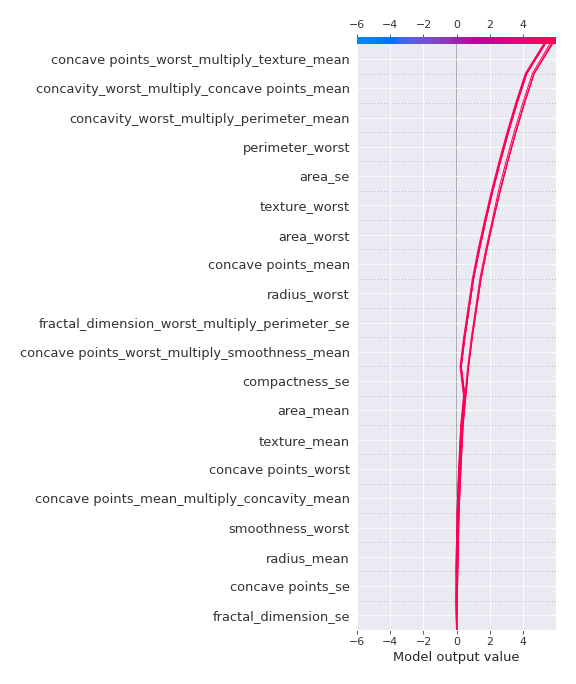 −6 −4 −2 0 2 4
concave points_worst_multiply_texture_mean
concavity_worst_multiply_concave points_mean
concavity_worst_multiply_perimeter_mean
perimeter_worst
area_se
texture_worst
area_worst
concave points_mean
radius_worst
fractal_dimension_worst_multiply_perimeter_se
concave points_worst_multiply_smoothness_mean
compactness_se
area_mean
texture_mean
concave points_worst
concave points_mean_multiply_concavity_mean
smoothness_worst
radius_mean
concave points_se
fractal_dimension_se
−6 −4 −2 0 2 4
Model output value